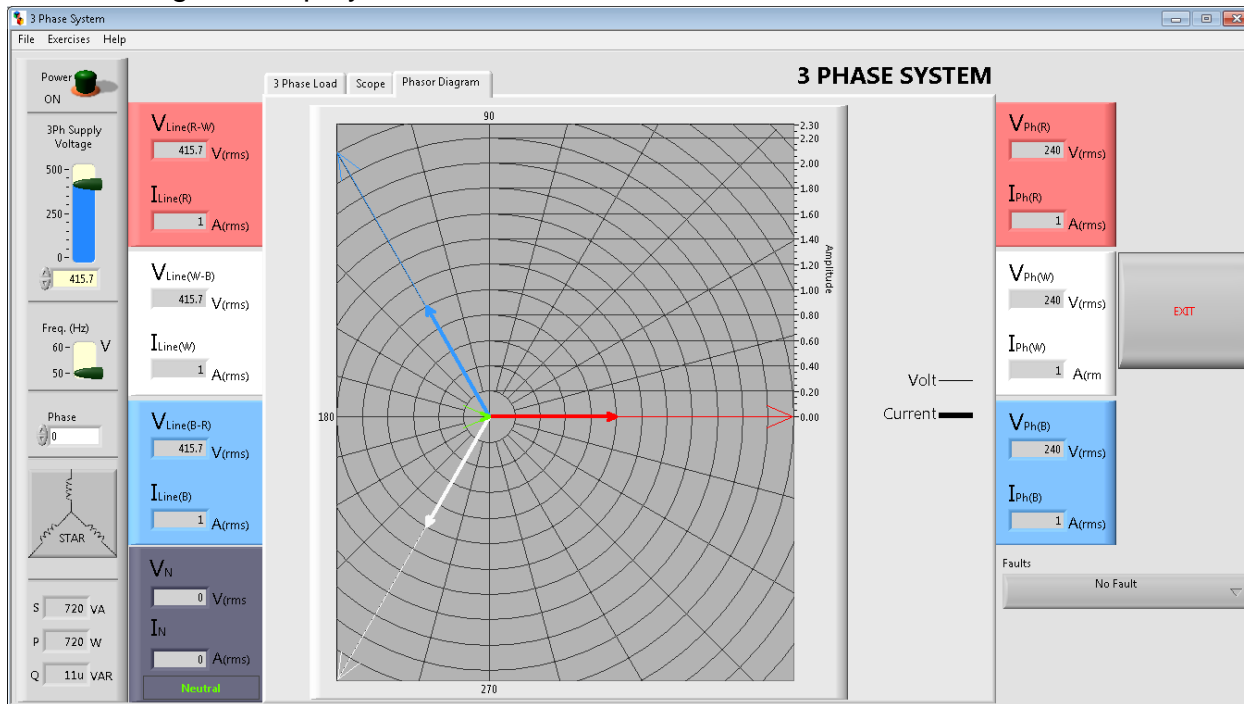 3 Phase System
File Exercises Help
Power
ON
3Ph Supply
Voltage
500
250
0
415.7
Freq. (Hz)
60
V
50
Phase
0
STAR
S 720 VA
P 720 W
Q 11u VAR
VLine(R-W)
415.7 V(rms)
ILine(R)
1 A(rms)
VLine(W-B)
415.7 V(rms)
ILine(W)
1 A(rms)
VLine(B-R)
415.7 V(rms)
ILine(B)
1 A(rms)
VN
0 V(rms
IN
0 A(rms)
Neutral
3 Phase Load Scope Phasor Diagram
3 PHASE SYSTEM
90
180
270
2.30
2.20
2.00
1.80
1.60
1.40
1.20
1.00
0.80
0.60
0.40
0.20
0.00
Amplitude
Volt
Current
VPh(R)
240 V(rms)
IPh(R)
1 A(rms)
VPh(W)
240 V(rms)
IPh(W)
1 A(rm
VPh(B)
240 V(rms)
IPh(B)
1 A(rms)
EXIT
Faults
No Fault